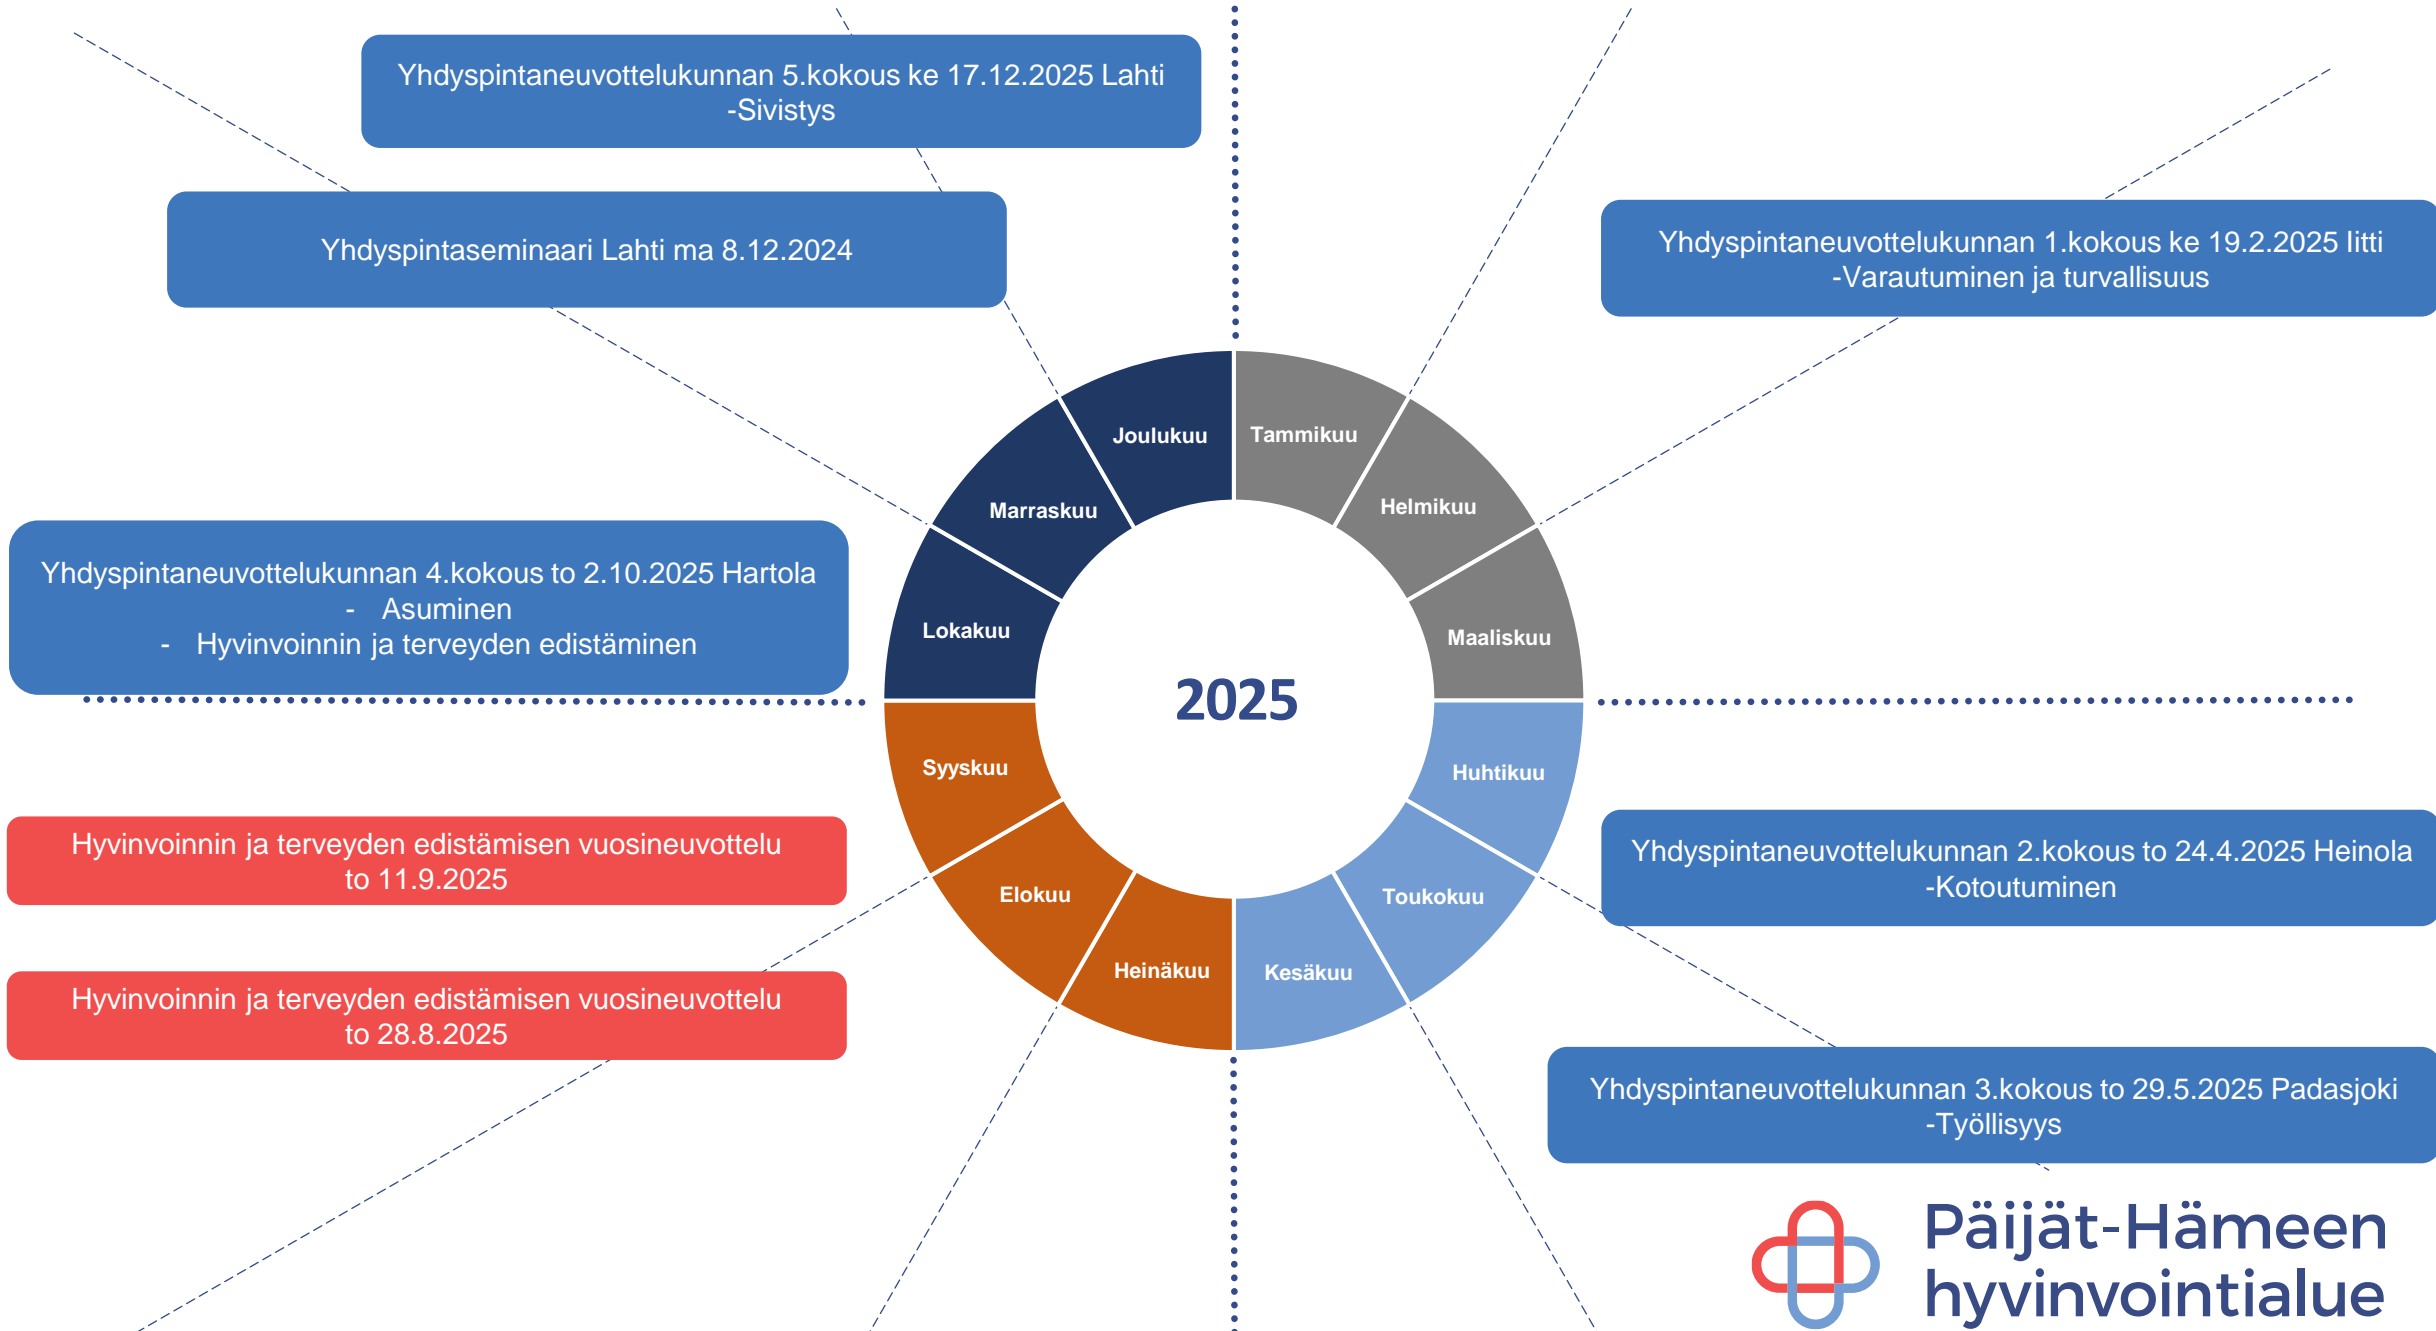 Yhdyspintaneuvottelukunnan 5.kokous ke 17.12.2025 Lahti
-Sivistys
Yhdyspintaseminaari Lahti ma 8.12.2024
Yhdyspintaneuvottelukunnan 1.kokous ke 19.2.2025 Iitti
-Varautuminen ja turvallisuus
Joulukuu
Tammikuu
Marraskuu
Helmikuu
Lokakuu
Maaliskuu
Yhdyspintaneuvottelukunnan 4.kokous to 2.10.2025 Hartola
- Asuminen
- Hyvinvoinnin ja terveyden edistäminen
2025
Syyskuu
Huhtikuu
Elokuu
Toukokuu
Heinäkuu
Kesäkuu
Hyvinvoinnin ja terveyden edistämisen vuosineuvottelu
to 11.9.2025
Yhdyspintaneuvottelukunnan 2.kokous to 24.4.2025 Heinola
-Kotoutuminen
Hyvinvoinnin ja terveyden edistämisen vuosineuvottelu
to 28.8.2025
Yhdyspintaneuvottelukunnan 3.kokous to 29.5.2025 Padasjoki
-Työllisyys
Päijät-Hämeen
hyvinvointialue